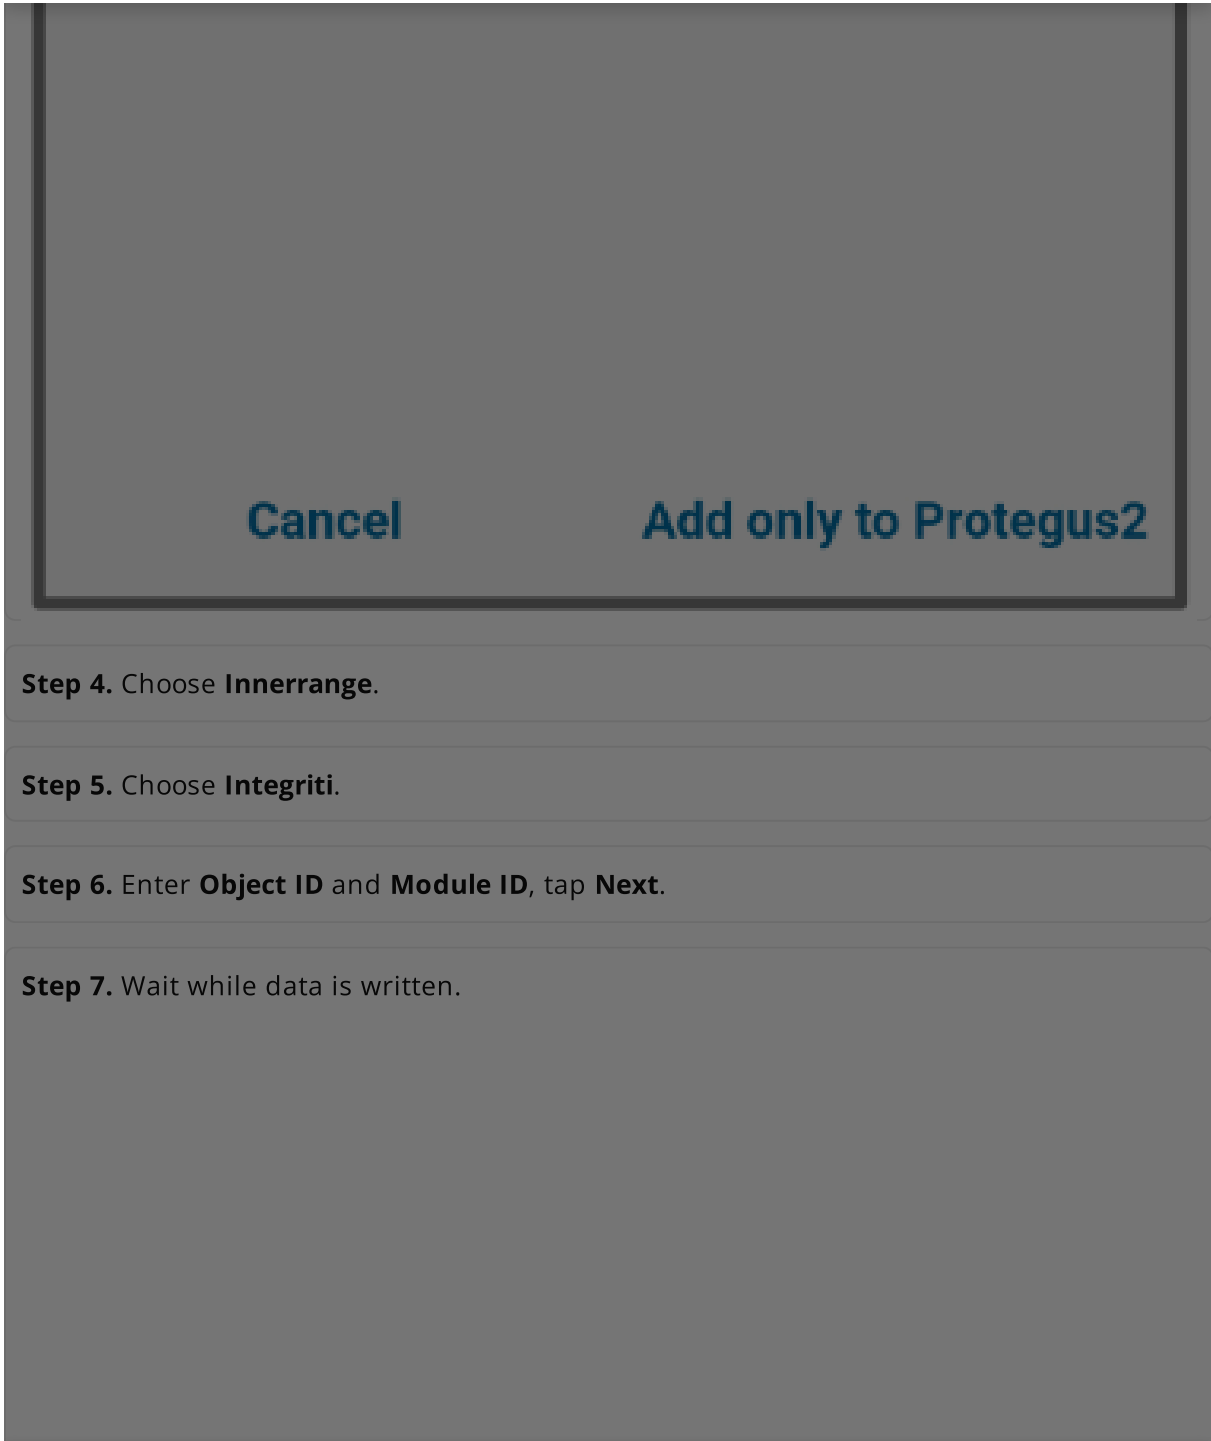 Cancel Add only to Protegus2
Step 4. Choose Innerrange.
Step 5. Choose Integriti.
Step 6. Enter Object ID and Module ID, tap Next.
Step 7. Wait while data is written.